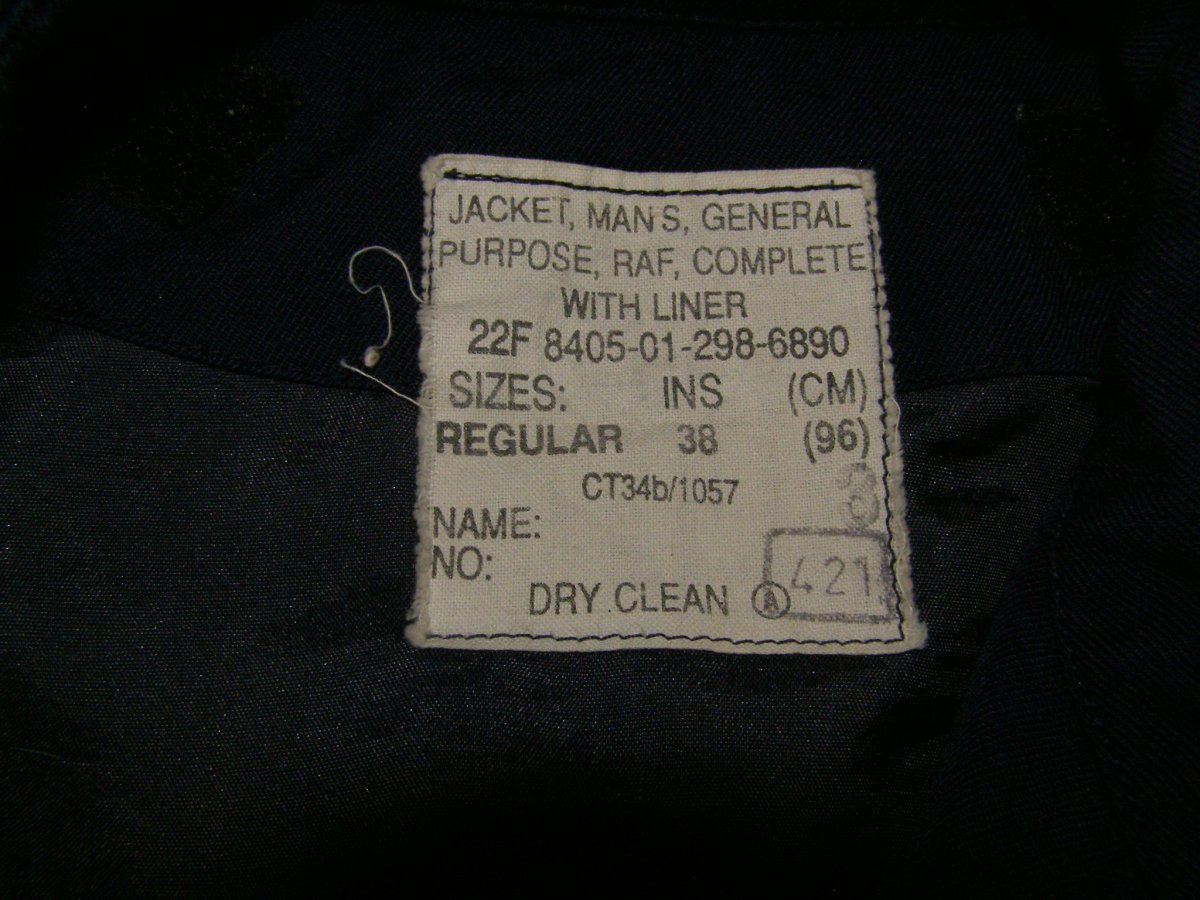 JACKET, MAN'S, GENERAL
PURPOSE, RAF, COMPLETE
WITH LINER
22F 8405-01-298-6890
SIZES: INS (CM)
REGULAR 38 (96)
CT34b/1057
8
NAME:
NO:
DRY CLEAN A 421